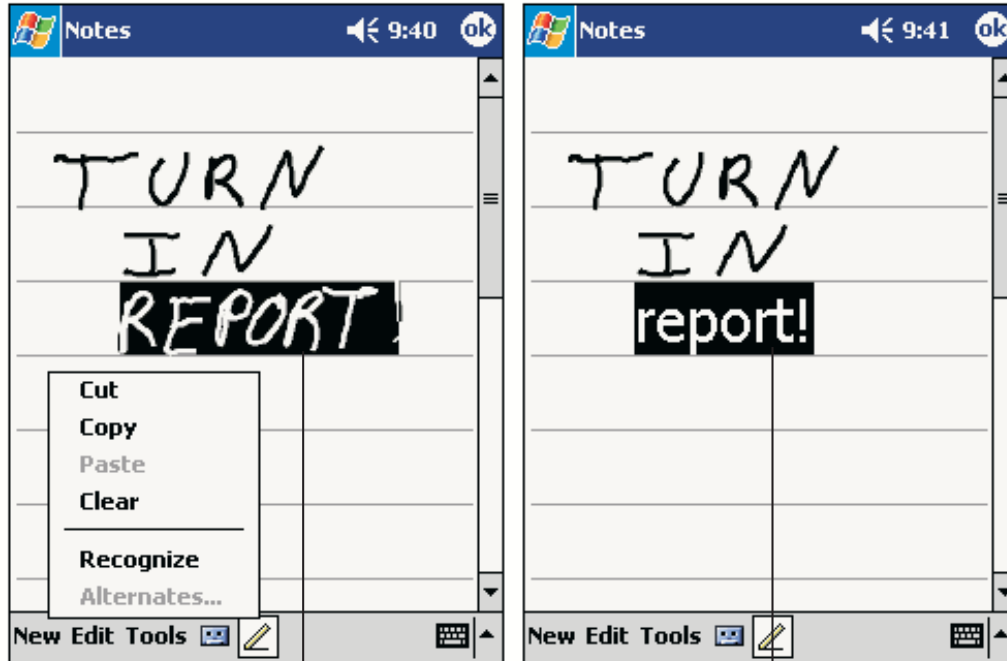 Notes 9:40 ok
TURN
IN
REPORT!
Cut
Copy
Paste
Clear
Recognize
Alternates...
New Edit Tools
Notes 9:41 ok
TURN
IN
report!
New Edit Tools